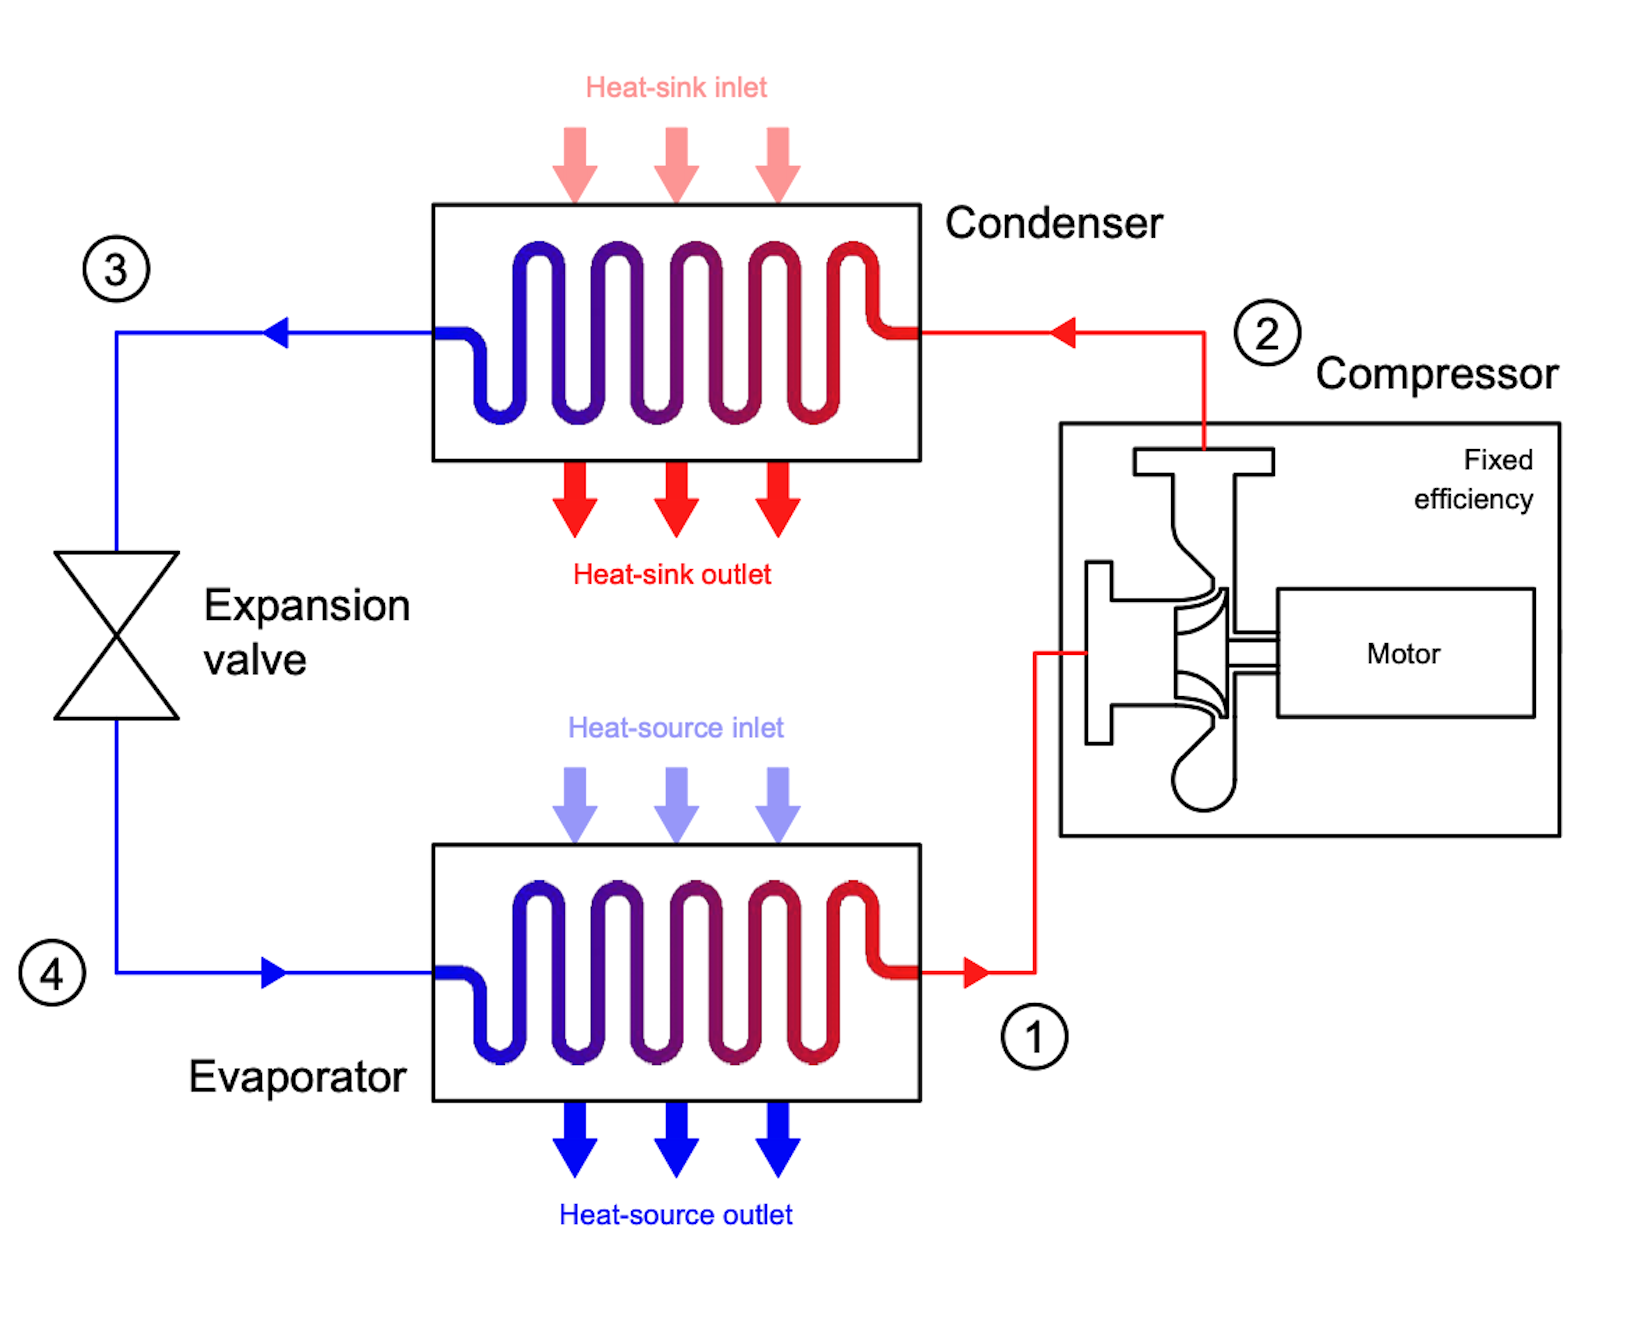 Heat-sink inlet
Condenser
3
2
Compressor
Fixed
efficiency
Heat-sink outlet
Expansion
valve
Motor
Heat-source inlet
4
1
Evaporator
Heat-source outlet